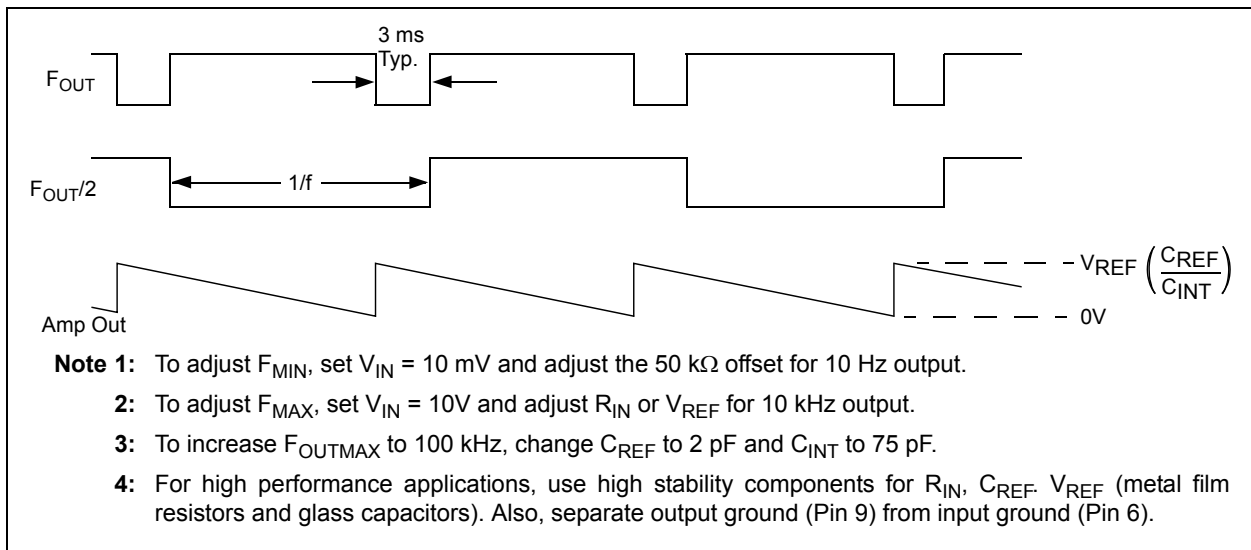 3 ms
Typ.
FOUT
1/f
FOUT/2
VREF (CREF/CINT)
Amp Out
0V
Note 1: To adjust FMIN, set VIN = 10 mV and adjust the 50 kΩ offset for 10 Hz output.
2: To adjust FMAX, set VIN = 10V and adjust RIN or VREF for 10 kHz output.
3: To increase FOUTMAX to 100 kHz, change CREF to 2 pF and CINT to 75 pF.
4: For high performance applications, use high stability components for RIN, CREF. VREF (metal film
resistors and glass capacitors). Also, separate output ground (Pin 9) from input ground (Pin 6).